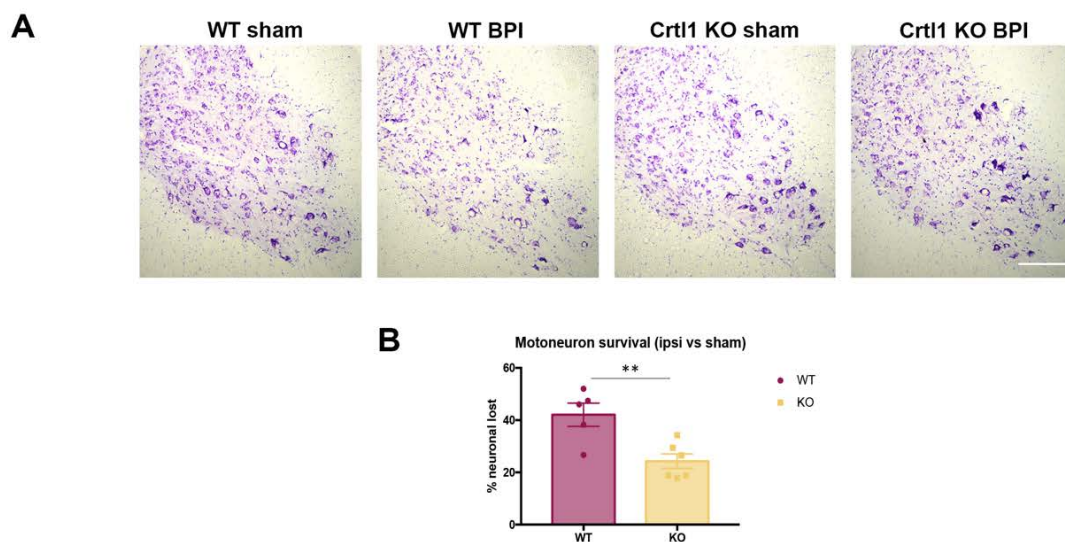 A
WT sham
WT BPI
Crtl1 KO sham
Crtl1 KO BPI
B
Motoneuron survival (ipsi vs sham)
60
**
WT
KO
40
% neuronal lost
20
0
WT
KO